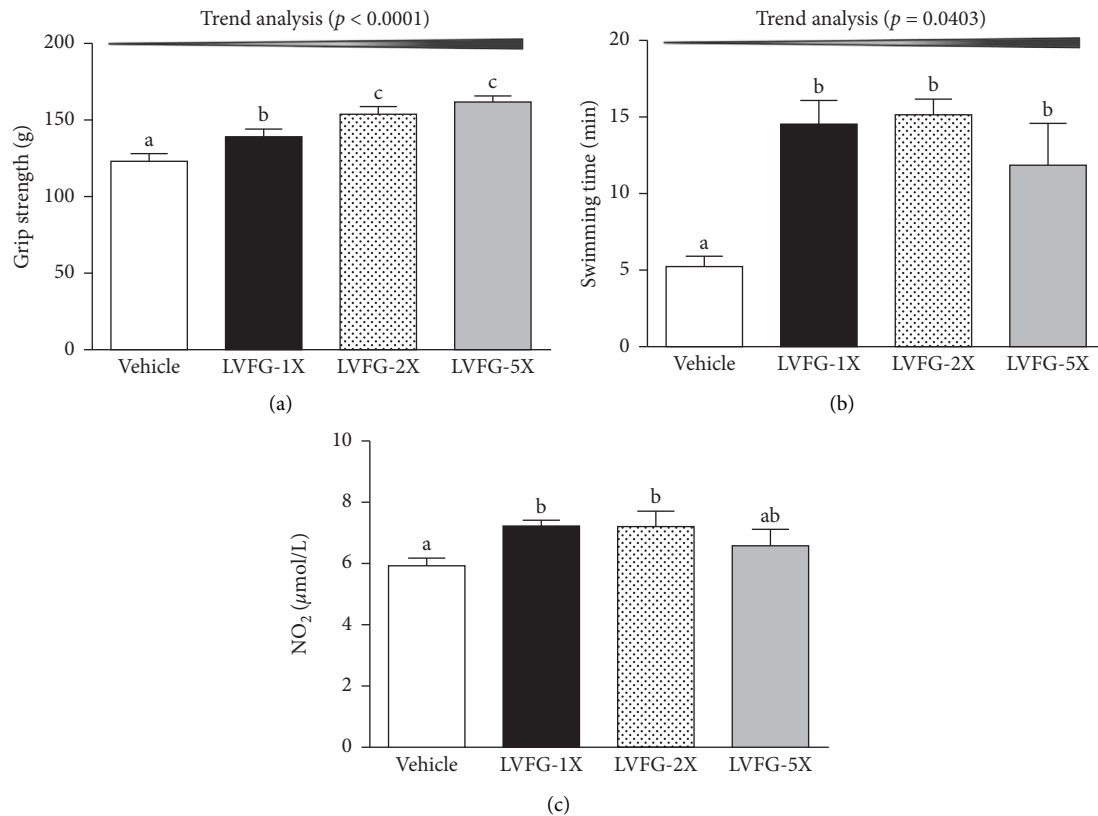 Trend analysis (p < 0.0001)
200
150
100
50
0
Grip strength (g)
a
b
c
c
Vehicle
LVFG-1X
LVFG-2X
LVFG-5X
(a)
Trend analysis (p = 0.0403)
20
15
10
5
0
Swimming time (min)
a
b
b
b
Vehicle
LVFG-1X
LVFG-2X
LVFG-5X
(b)
10
8
6
4
2
0
NO₂ (µmol/L)
a
b
b
ab
Vehicle
LVFG-1X
LVFG-2X
LVFG-5X
(c)